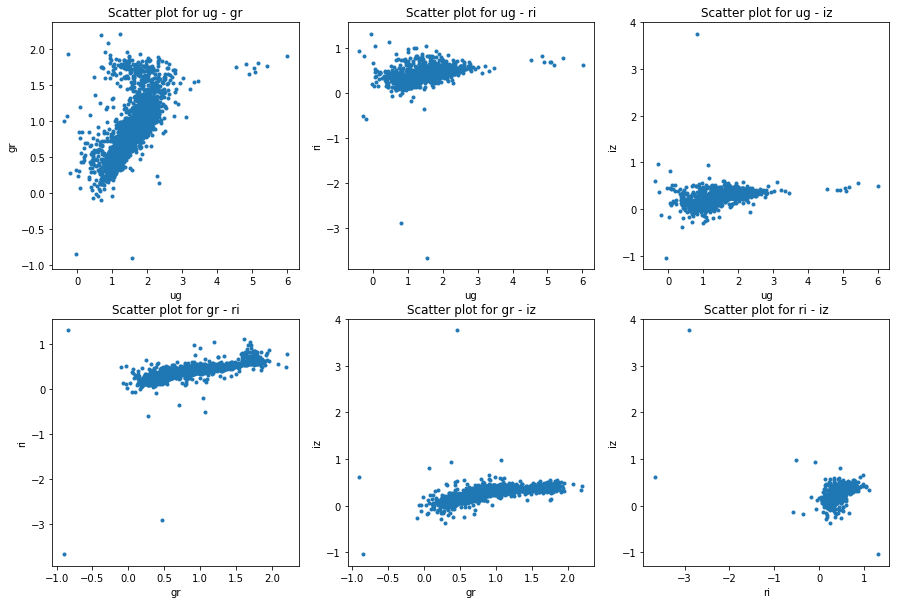 Scatter plot for ug - gr
Scatter plot for ug - ri
Scatter plot for ug - iz
gr
2.0
1.5
1.0
0.5
0.0
−0.5
−1.0
0 1 2 3 4 5 6
ug
ri
1
0
−1
−2
−3
0 1 2 3 4 5 6
ug
iz
4
3
2
1
0
−1
0 1 2 3 4 5 6
ug
Scatter plot for gr - ri
Scatter plot for gr - iz
Scatter plot for ri - iz
ri
1
0
−1
−2
−3
−1.0 −0.5 0.0 0.5 1.0 1.5 2.0
gr
iz
4
3
2
1
0
−1
−1.0 −0.5 0.0 0.5 1.0 1.5 2.0
gr
iz
4
3
2
1
0
−1
−3 −2 −1 0 1
ri